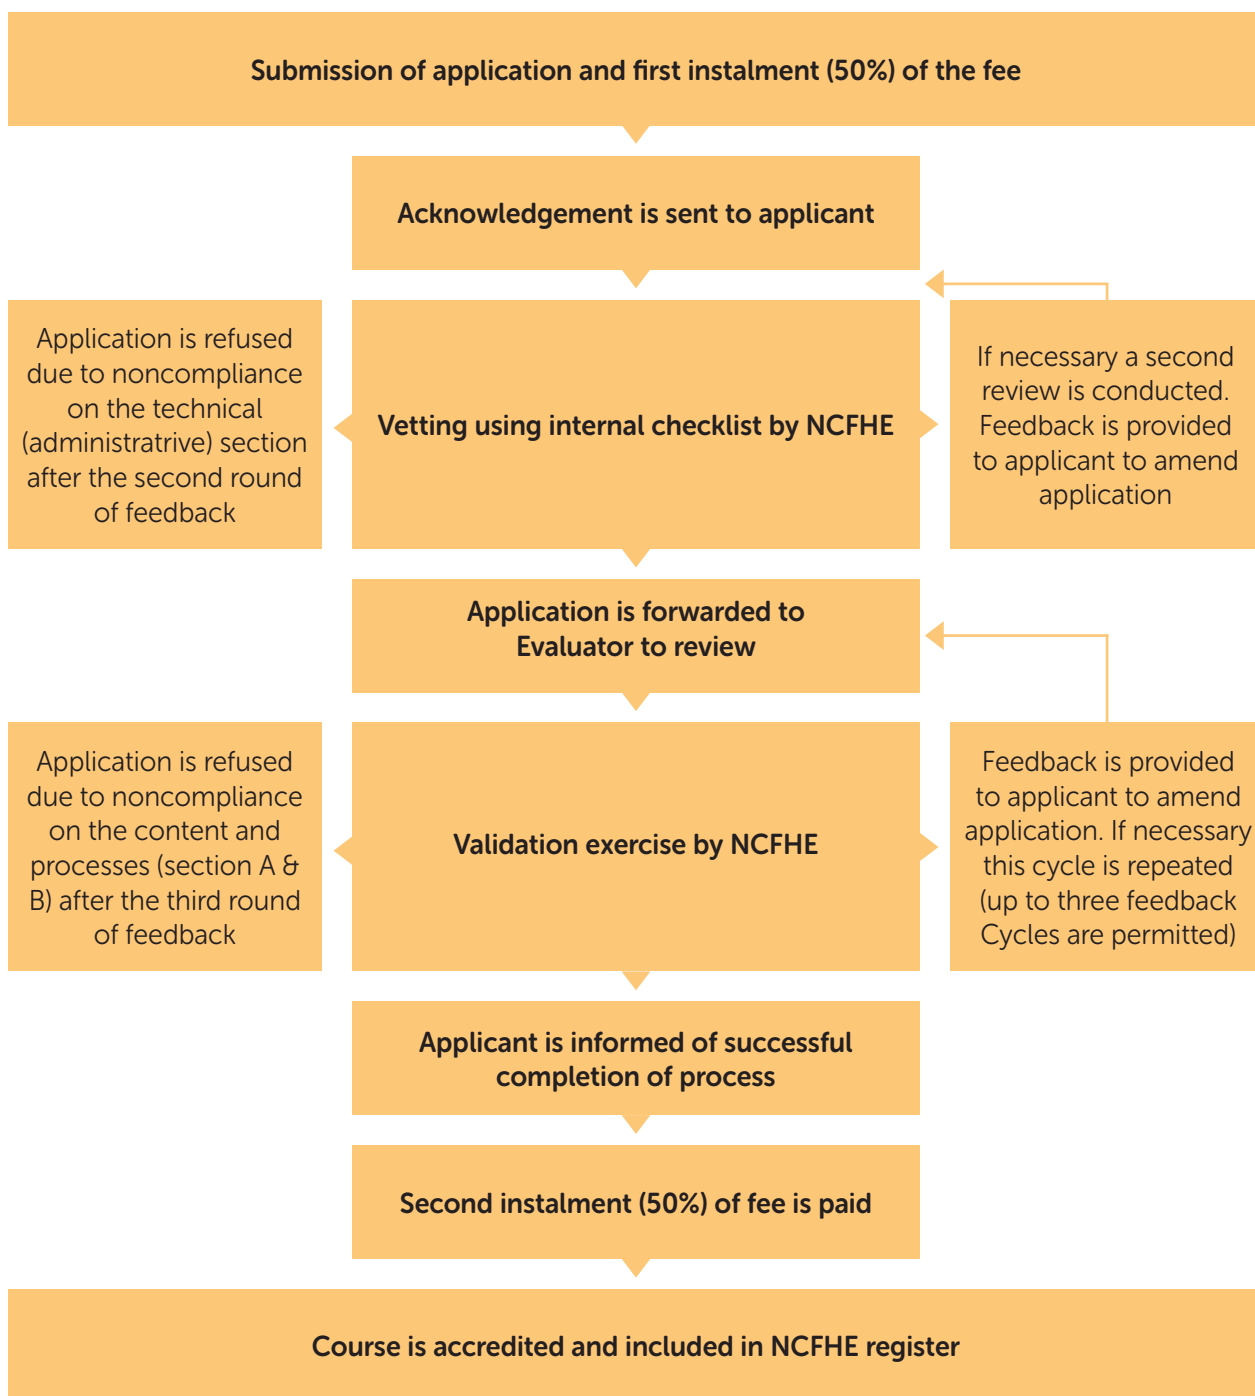 Submission of application and first instalment (50%) of the fee
Acknowledgement is sent to applicant
Application is refused
due to noncompliance
on the technical
(administratrive) section
after the second round
of feedback
Vetting using internal checklist by NCFHE
If necessary a second
review is conducted.
Feedback is provided
to applicant to amend
application
Application is forwarded to
Evaluator to review
Application is refused
due to noncompliance
on the content and
processes (section A &
B) after the third round
of feedback
Validation exercise by NCFHE
Feedback is provided
to applicant to amend
application. If necessary
this cycle is repeated
(up to three feedback
Cycles are permitted)
Applicant is informed of successful
completion of process
Second instalment (50%) of fee is paid
Course is accredited and included in NCFHE register